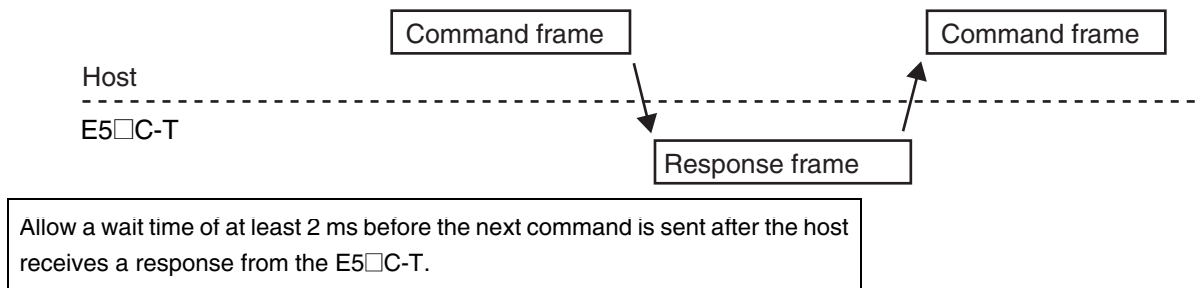 Command frame
Command frame
Host
E5□C-T
Response frame
Allow a wait time of at least 2 ms before the next command is sent after the host
receives a response from the E5□C-T.